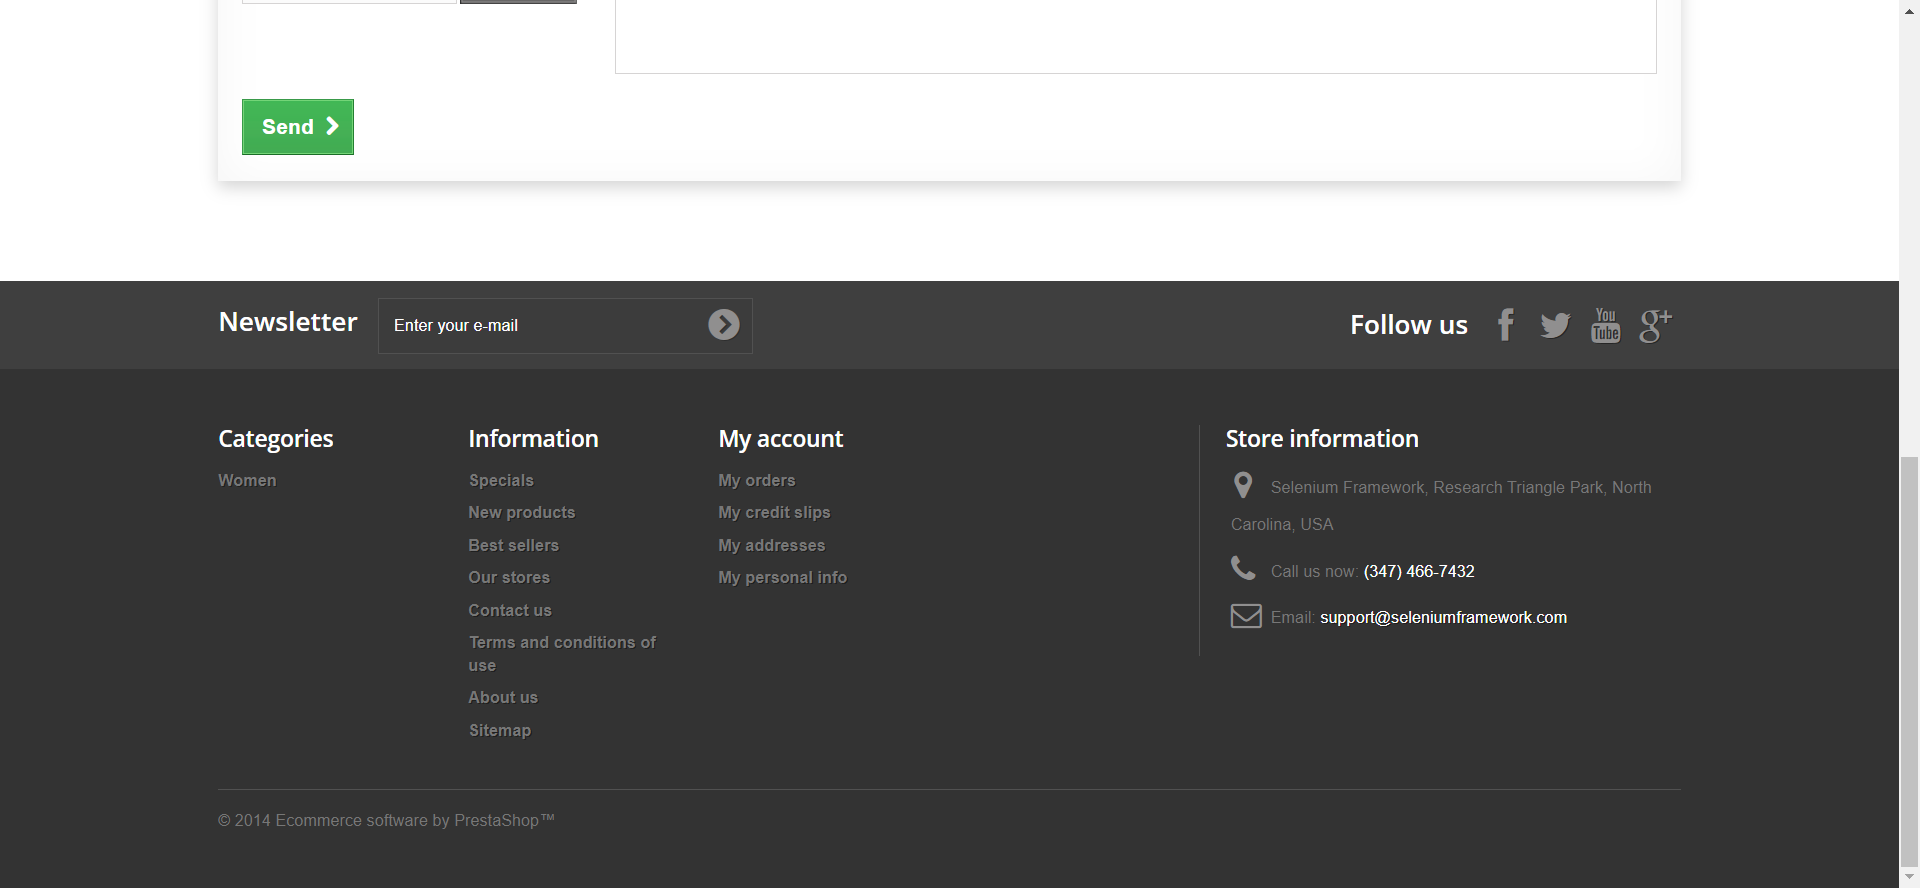 Send
Newsletter
Enter your e-mail
Follow us
You
Tube
g+
Categories
Women
Information
Specials
New products
Best sellers
Our stores
Contact us
Terms and conditions of
use
About us
Sitemap
My account
My orders
My credit slips
My addresses
My personal info
Store information
Selenium Framework, Research Triangle Park, North
Carolina, USA
Call us now: (347) 466-7432
Email: support@seleniumframework.com
© 2014 Ecommerce software by PrestaShop™